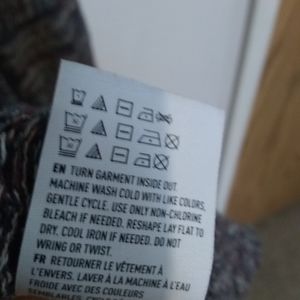 EN TURN GARMENT INSIDE OUT.
MACHINE WASH COLD WITH LIKE COLORS,
GENTLE CYCLE. USE ONLY NON-CHLORINE
BLEACH IF NEEDED. RESHAPE LAY FLAT TO
DRY. COOL IRON IF NEEDED. DO NOT
WRING OR TWIST.
FR RETOURNER LE VÊTEMENT À
L'ENVERS. LAVER À LA MACHINE À L'EAU
FROIDE AVEC DES COULEURS